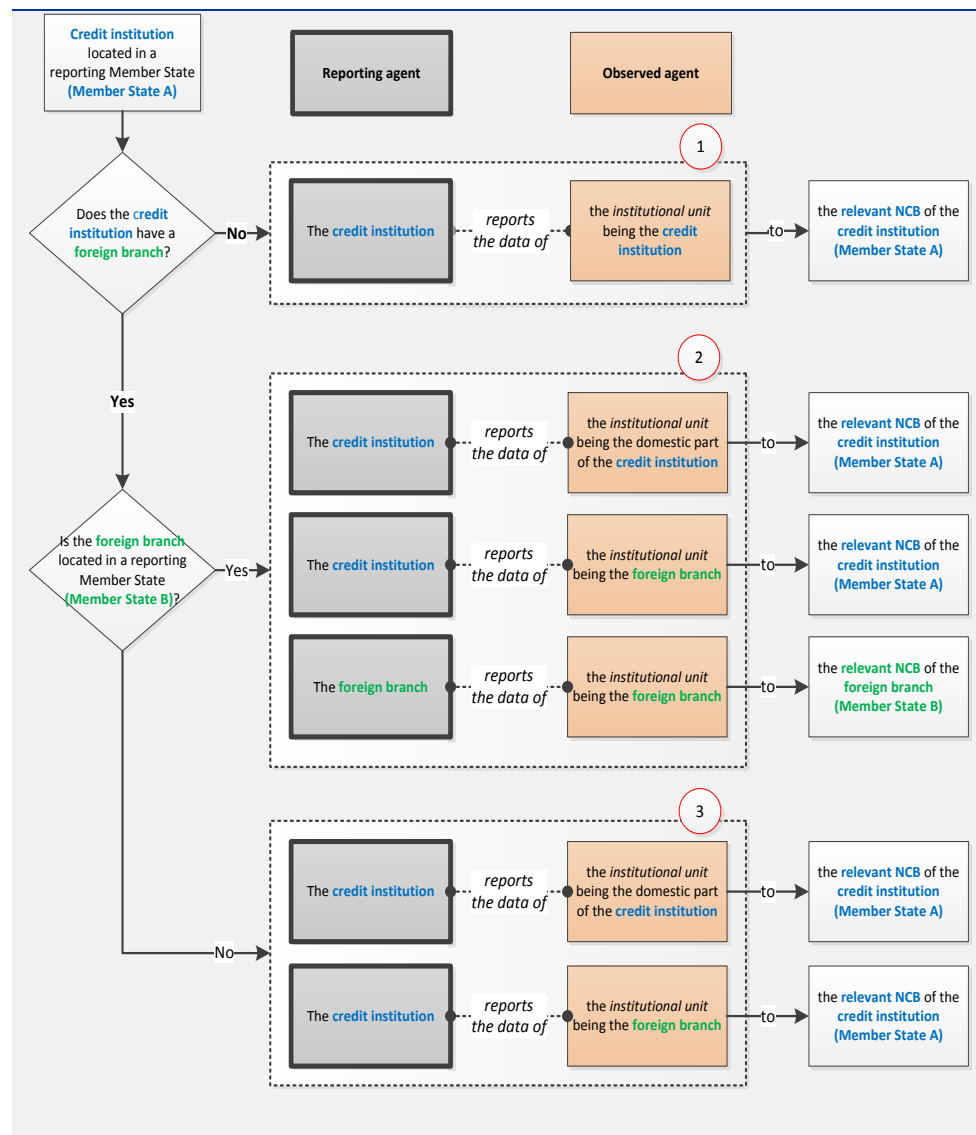 Credit institution
located in a
reporting Member State
(Member State A)
Reporting agent
Observed agent
1
Does the credit
institution have a
foreign branch?
No
The credit institution
reports
the data of
the institutional unit
being the credit
institution
to
the relevant NCB of the
credit institution
(Member State A)
Yes
2
The credit institution
reports
the data of
the institutional unit
being the domestic part
of the credit institution
to
the relevant NCB of the
credit institution
(Member State A)
Is the foreign branch
located in a reporting
Member State
(Member State B)?
Yes
The credit institution
reports
the data of
the institutional unit
being the foreign branch
to
the relevant NCB of the
credit institution
(Member State A)
The foreign branch
reports
the data of
the institutional unit
being the foreign branch
to
the relevant NCB of the
foreign branch
(Member State B)
3
The credit institution
reports
the data of
the institutional unit
being the domestic part
of the credit institution
to
the relevant NCB of the
credit institution
(Member State A)
No
The credit institution
reports
the data of
the institutional unit
being the foreign branch
to
the relevant NCB of the
credit institution
(Member State A)